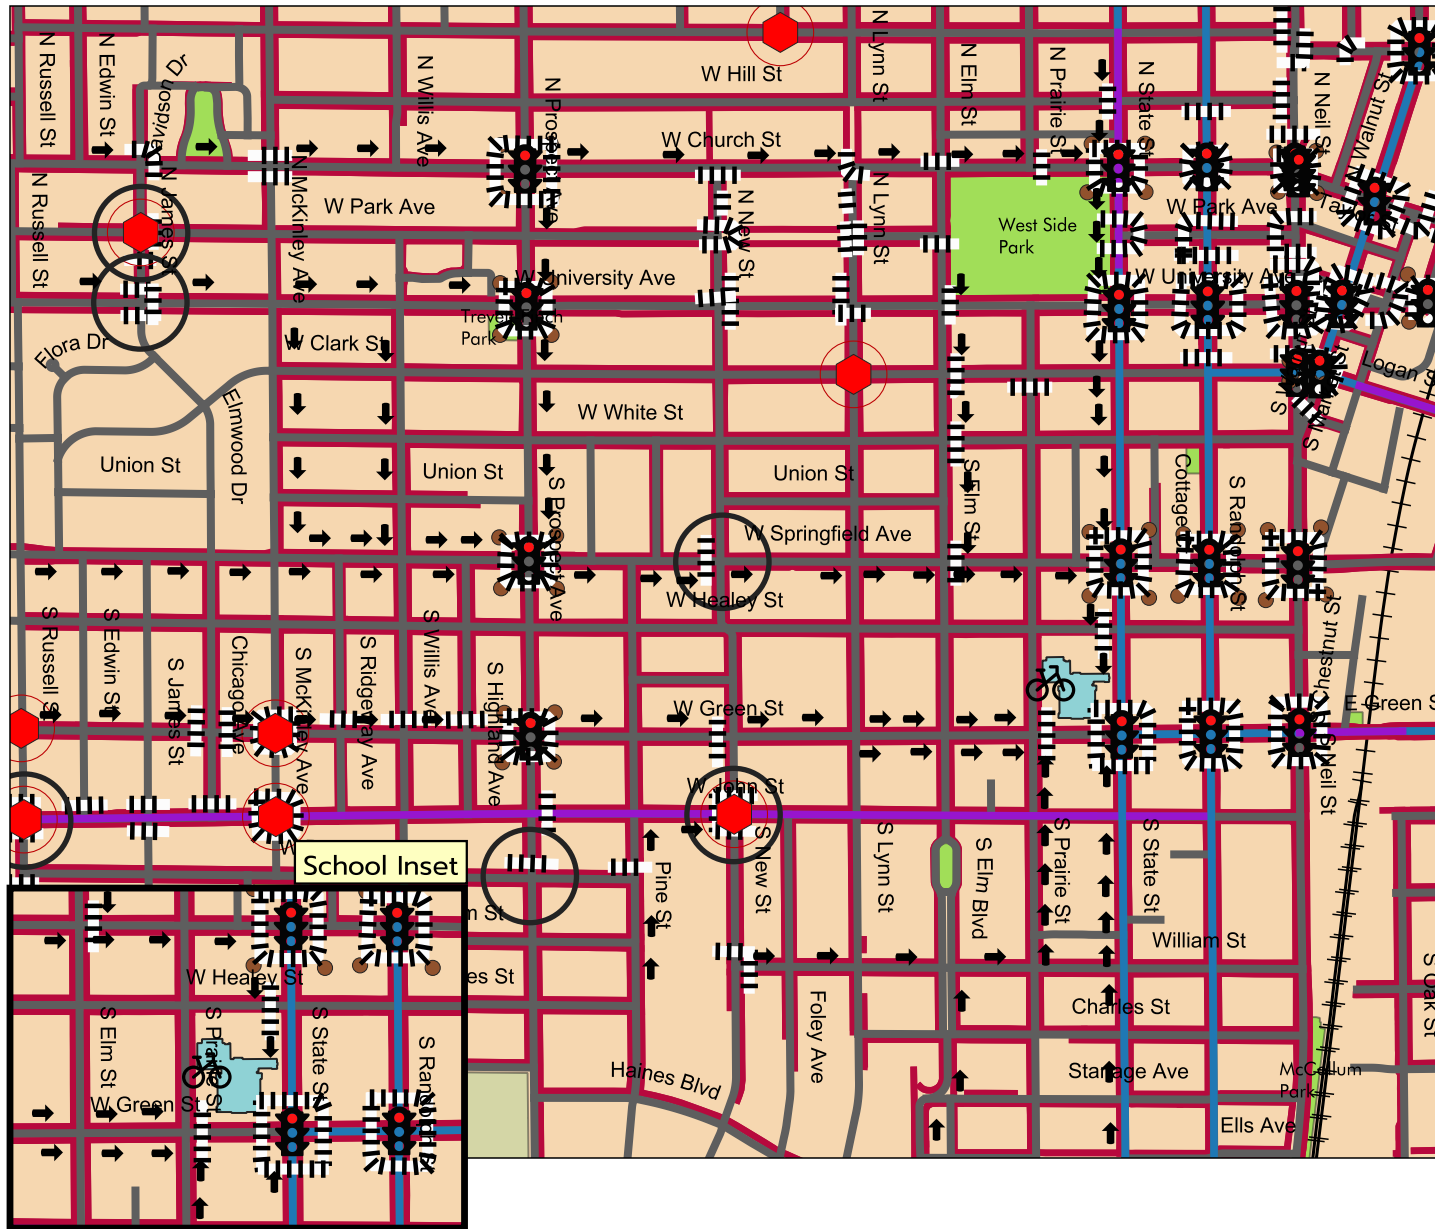 N Russell St
N Edwin St
Davidson Dr
N Willis Ave
N Prospect Ave
W Hill St
N Lynn St
N Elm St
N Prairie St
N State St
N Neil St
N Walnut St
W Church St
N Russell St
N James St
N McKinley Ave
W Park Ave
N New St
N Lynn St
West Side
Park
W Park Ave
W University Ave
W University Ave
Flora Dr
W Clark St
Elmwood Dr
W White St
Logan St
Union St
Union St
Union St
S Prospect Ave
S Elm St
S Randolph St
W Springfield Ave
W Healey St
S Russell St
S Edwin St
S James St
Chicago Ave
S McKinley Ave
S Ridgeway Ave
S Willis Ave
S Highland Ave
S Chestnut St
W Green St
E Green S
S Neil St
W John St
W
School Inset
Pine St
S New St
S Lynn St
S Elm Blvd
S Prairie St
S State St
m St
William St
es St
S Oak St
Foley Ave
Charles St
Haines Blvd
Stanage Ave
McCollum
Park
Ells Ave
W Healey St
S Elm St
S Prairie St
S State St
S Randolph St
W Green St